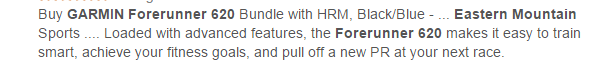 Buy GARMIN Forerunner 620 Bundle with HRM, Black/Blue - ... Eastern Mountain
Sports .... Loaded with advanced features, the Forerunner 620 makes it easy to train
smart, achieve your fitness goals, and pull off a new PR at your next race.